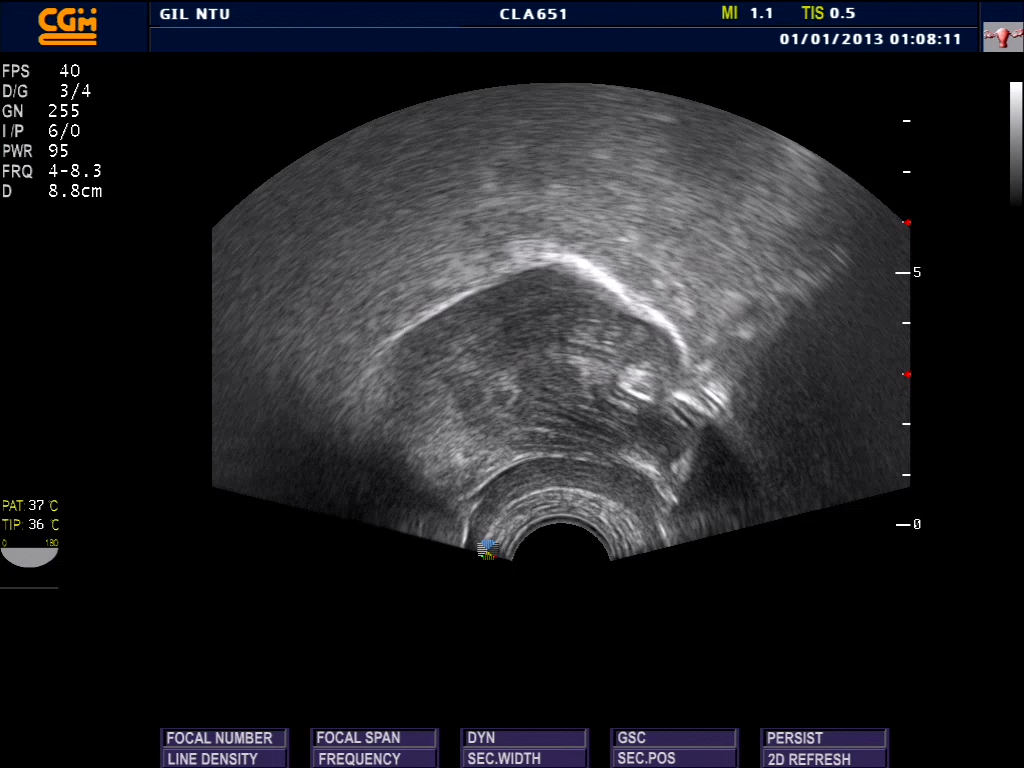 CGM
GIL NTU CLA651 MI 1.1 TIS 0.5
01/01/2013 01:08:11
FPS 40
D/G 3/4
GN 255
I/P 6/0
PWR 95
FRQ 4-8.3
D 8.8cm
5
PAT: 37 °C
TIP: 36 °C
0 180
0
FOCAL NUMBER FOCAL SPAN DYN GSC PERSIST
LINE DENSITY FREQUENCY SEC.WIDTH SEC.POS 2D REFRESH